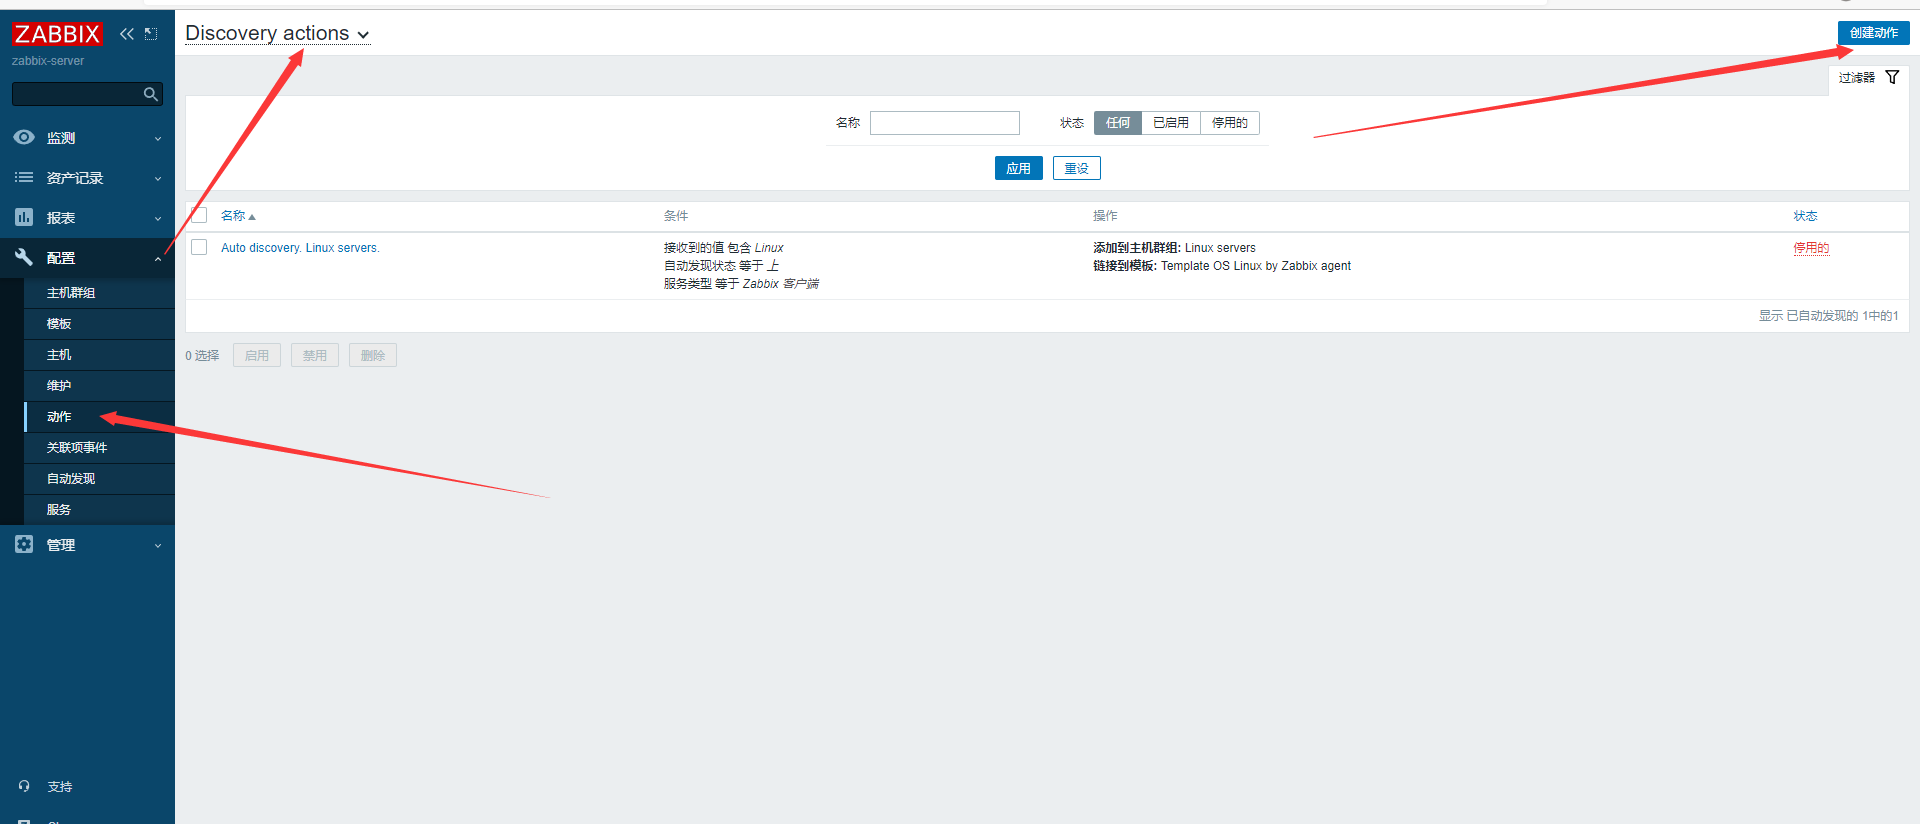 ZABBIX
zabbix-server
监测
资产记录
报表
配置
主机群组
模板
主机
维护
动作
关联项事件
自动发现
服务
管理
支持
Discovery actions
创建动作
过滤器
名称 状态 任何 已启用 停用的
应用 重设
名称 条件 操作 状态
Auto discovery. Linux servers. 接收到的值 包含 Linux 添加到主机群组: Linux servers 停用的
自动发现状态 等于 上 链接到模板: Template OS Linux by Zabbix agent
服务类型 等于 Zabbix 客户端
显示 已自动发现的 1中的1
0 选择 启用 禁用 删除